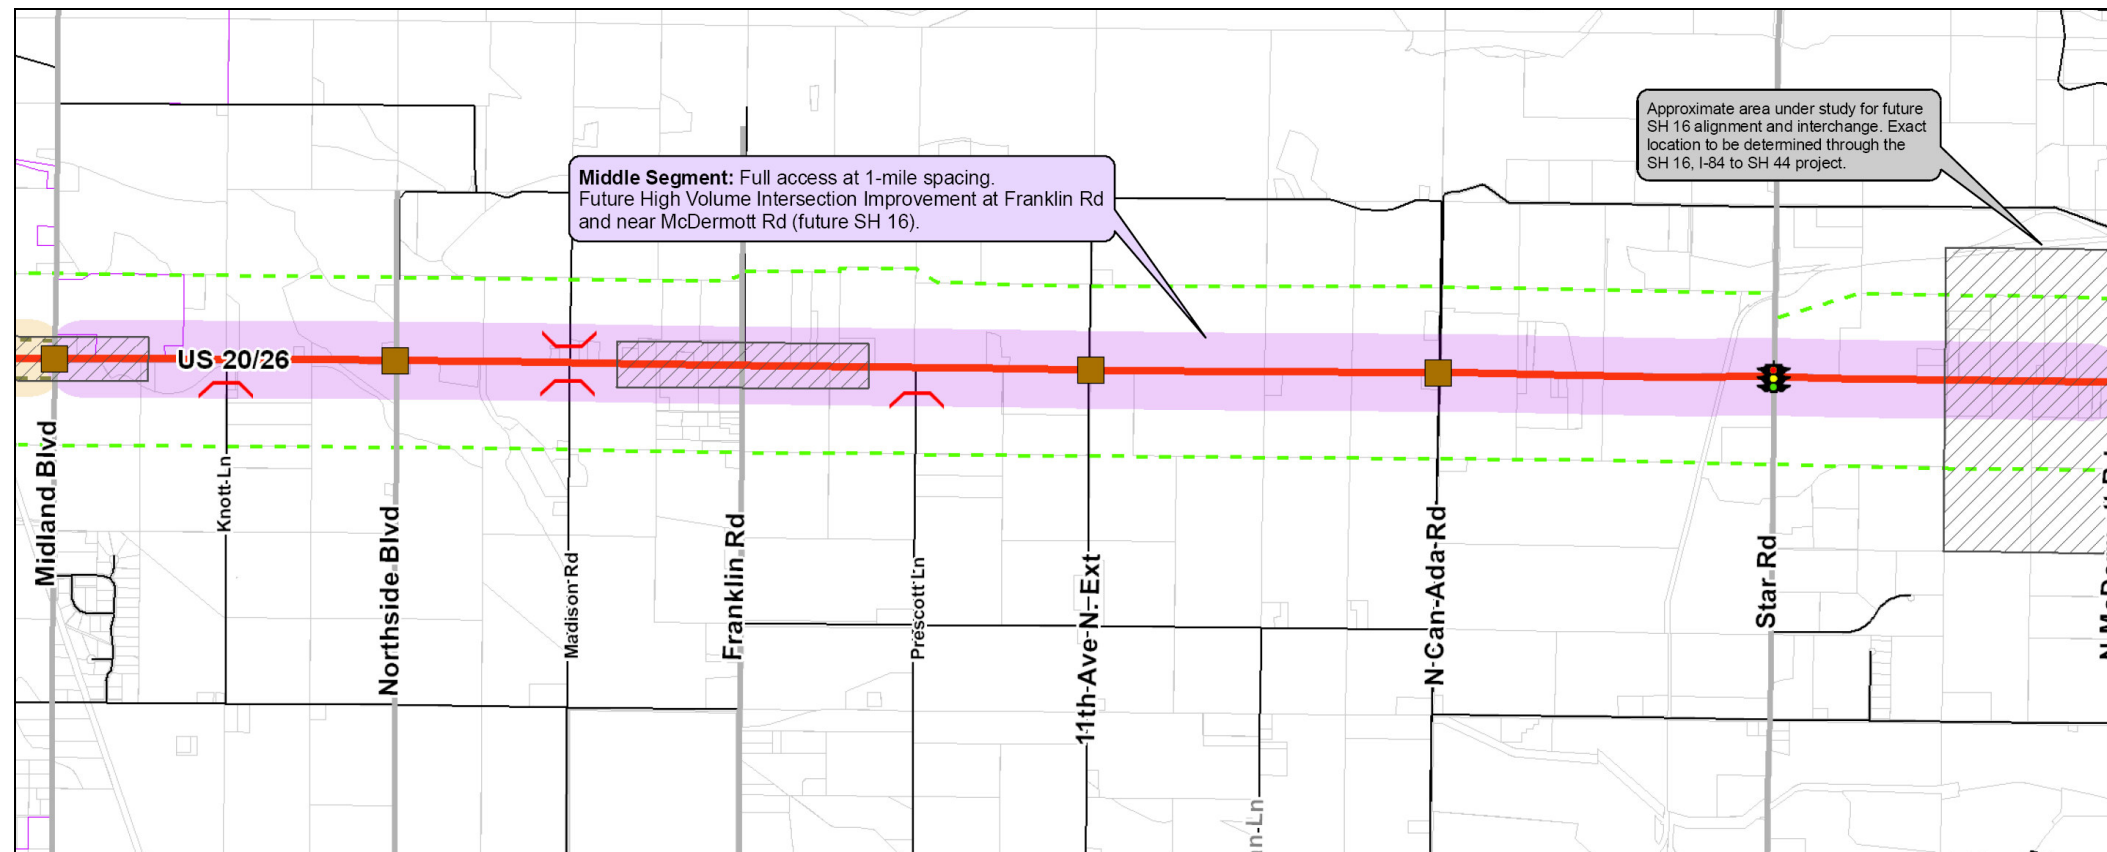 Approximate area under study for future
SH 16 alignment and interchange. Exact
location to be determined through the
SH 16, I-84 to SH 44 project.
Middle Segment: Full access at 1-mile spacing.
Future High Volume Intersection Improvement at Franklin Rd
and near McDermott Rd (future SH 16).
US 20/26
Midland Blvd
Knott Ln
Northside Blvd
Madison Rd
Franklin Rd
Prescott Ln
11th Ave N. Ext
N Can-Ada Rd
Star Rd